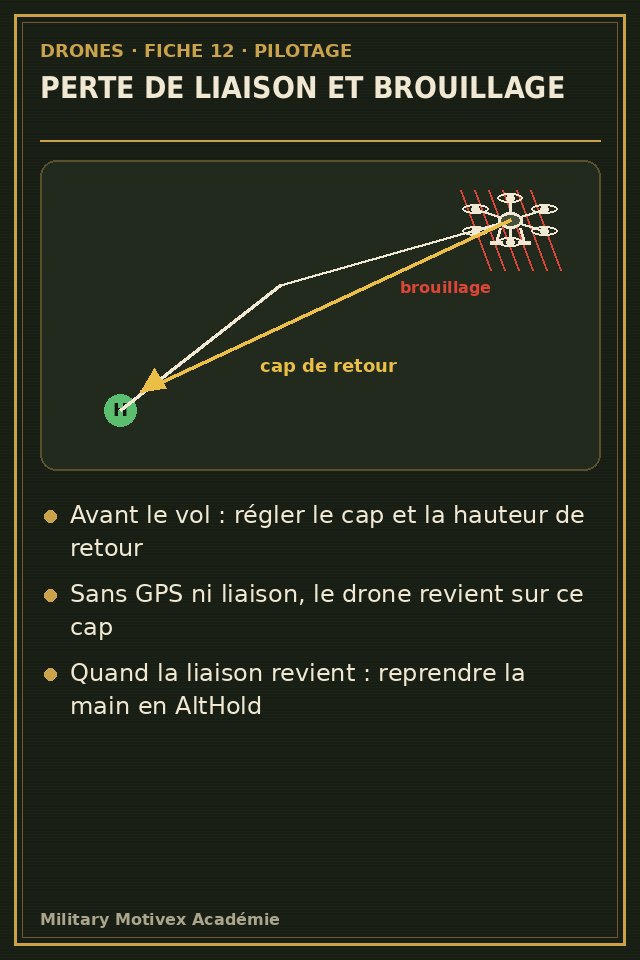 DRONES · FICHE 12 · PILOTAGE
PERTE DE LIAISON ET BROUILLAGE
brouillage
cap de retour
H
Avant le vol : régler le cap et la hauteur de
retour
Sans GPS ni liaison, le drone revient sur ce
cap
Quand la liaison revient : reprendre la
main en AltHold
Military Motivex Académie